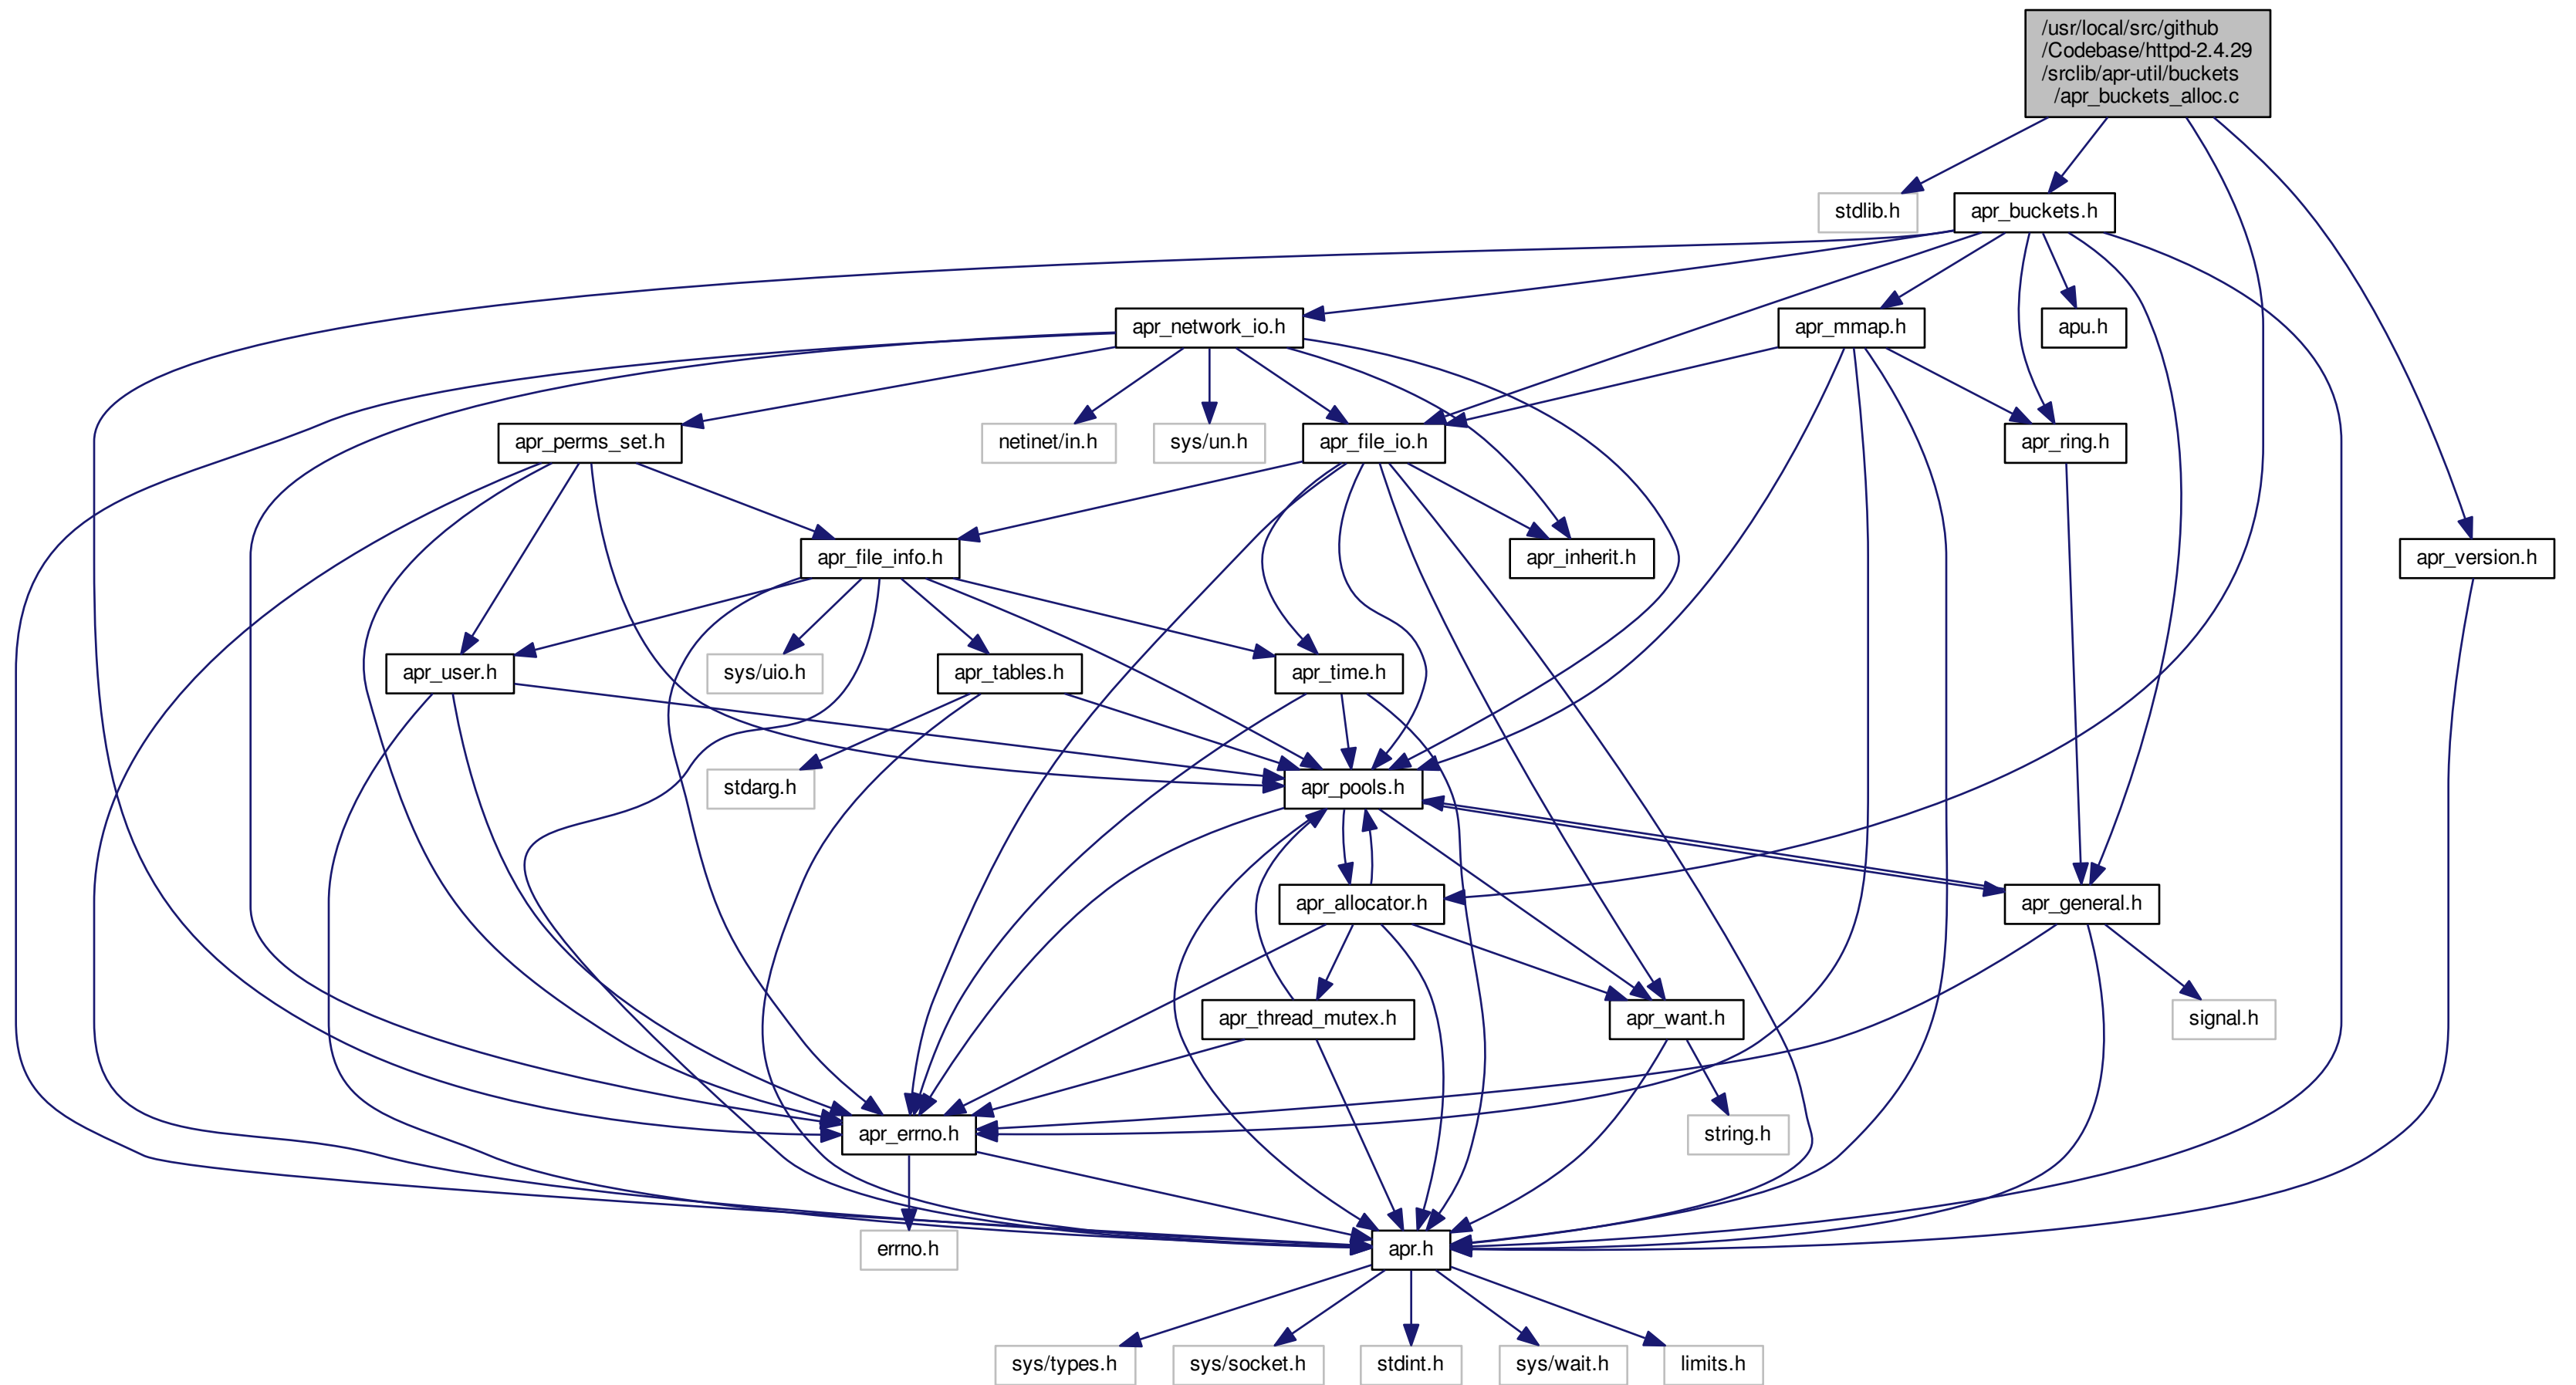 /usr/local/src/github
/Codebase/httpd-2.4.29
/srclib/apr-util/buckets
/apr_buckets_alloc.c
stdlib.h
apr_buckets.h
apr_network_io.h
apr_mmap.h
apu.h
apr_perms_set.h
netinet/in.h
sys/un.h
apr_file_io.h
apr_ring.h
apr_file_info.h
apr_inherit.h
apr_version.h
apr_user.h
sys/uio.h
apr_tables.h
apr_time.h
stdarg.h
apr_pools.h
apr_allocator.h
apr_general.h
apr_thread_mutex.h
apr_want.h
signal.h
apr_errno.h
string.h
errno.h
apr.h
sys/types.h
sys/socket.h
stdint.h
sys/wait.h
limits.h